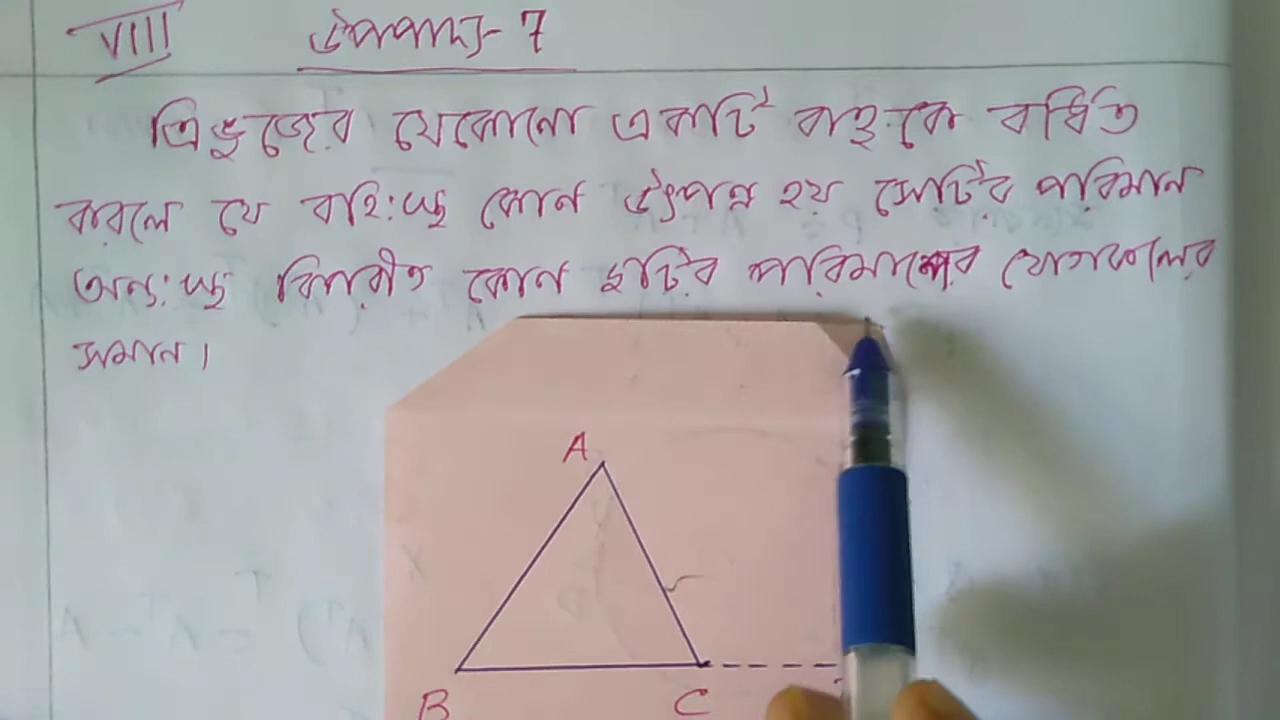 VIII উপপাদ্য- 7
ত্রিভুজের যেকোনো একটি বাহুকে বর্ধিত
করলে যে বহি:স্থ কোন উৎপন্ন হয় সেটির পরিমান
অন্ত:স্থ বিপরীত কোন দুটির পরিমাপের যোগফলের
সমান।
A
B C